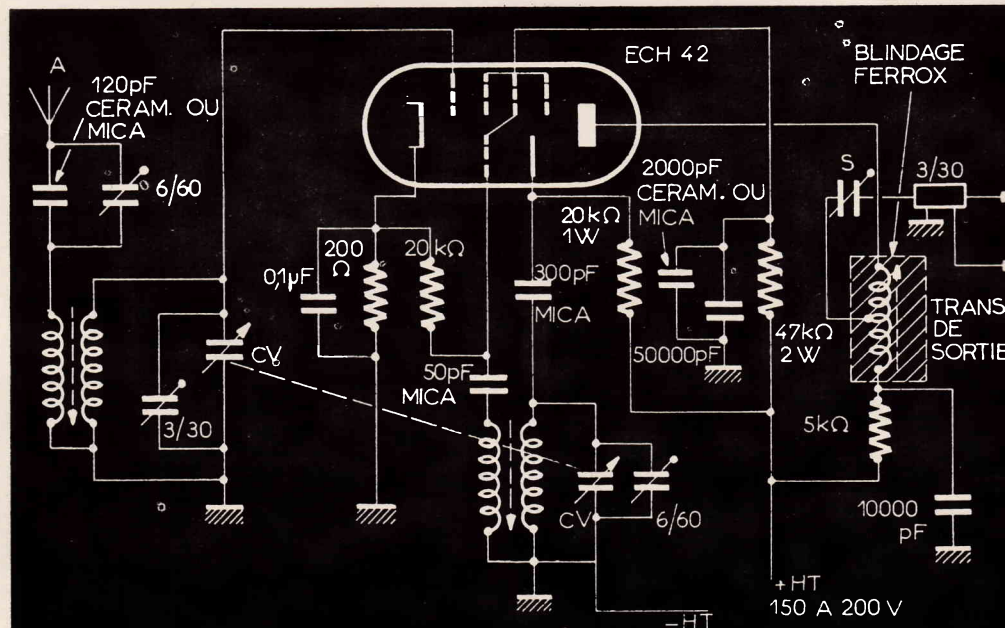 A
120pF
CERAM. OU
MICA
6/60
ECH 42
BLINDAGE
FERROX
S
3/30
2000pF
CERAM. OU
MICA
20kΩ
1W
0,1µF
200
Ω
20kΩ
300pF
MICA
50000pF
47kΩ
2W
TRANS
DE
SORTIE
CV
3/30
50pF
MICA
5kΩ
CV
6/60
10000
pF
+HT
150 A 200 V
-HT